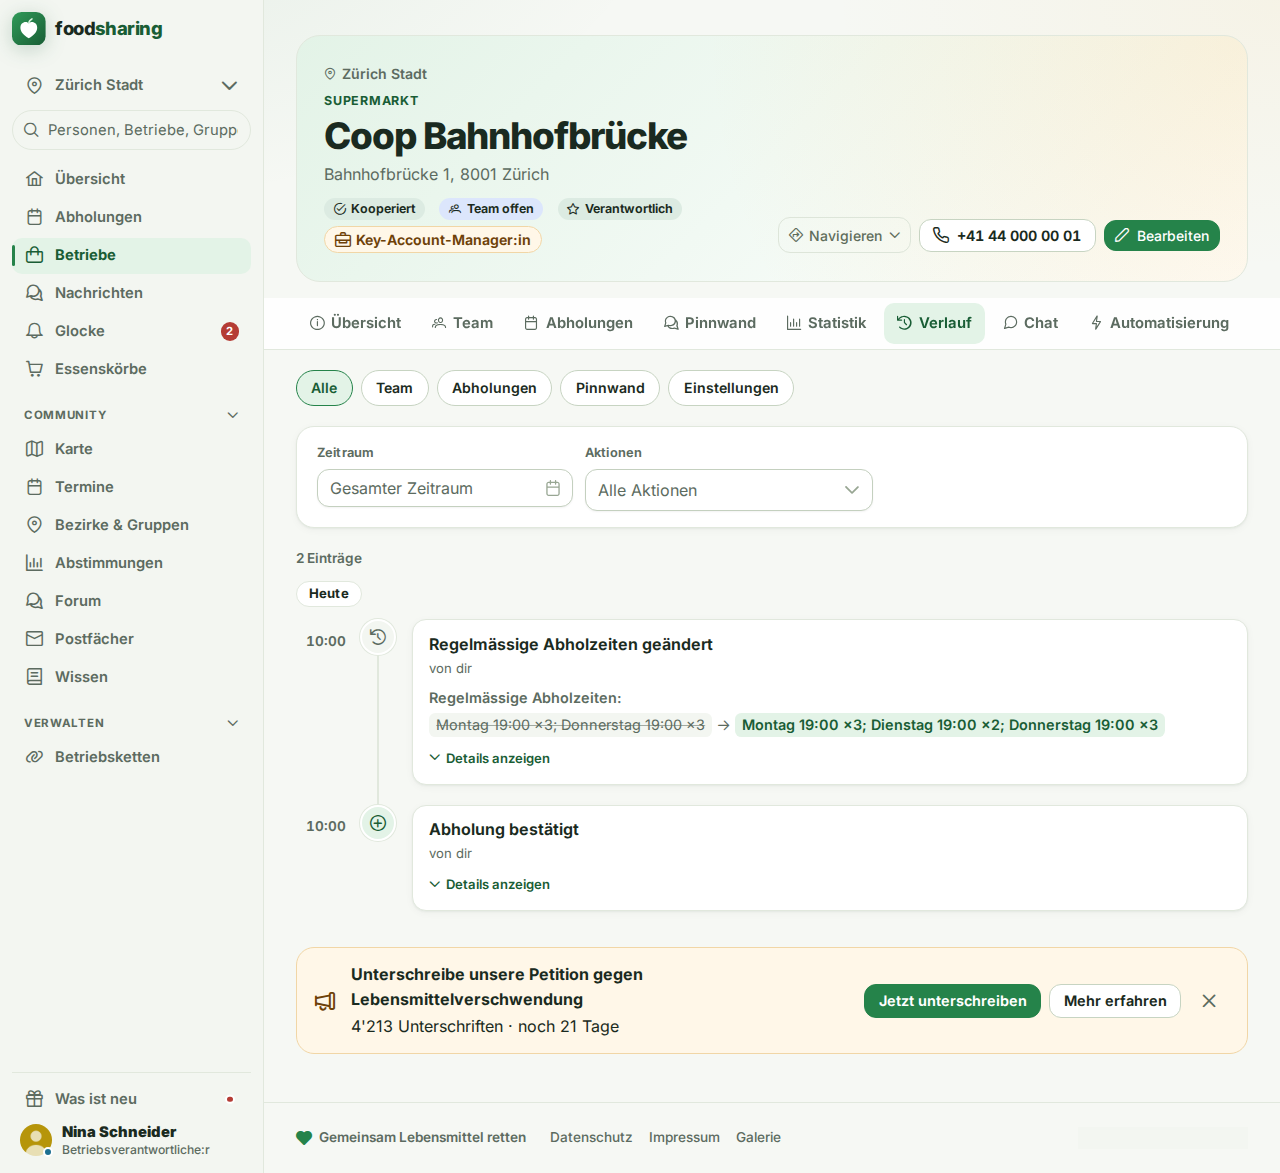 foodsharing
Zürich Stadt
Personen, Betriebe, Grupp
Übersicht
Abholungen
Betriebe
Nachrichten
Glocke
2
Essenskörbe
COMMUNITY
Karte
Termine
Bezirke & Gruppen
Abstimmungen
Forum
Postfächer
Wissen
VERWALTEN
Betriebsketten
Was ist neu
Nina Schneider
Betriebsverantwortliche:r
Zürich Stadt
SUPERMARKT
Coop Bahnhofbrücke
Bahnhofbrücke 1, 8001 Zürich
Kooperiert Team offen Verantwortlich
Key-Account-Manager:in
Navigieren +41 44 000 00 01 Bearbeiten
Übersicht Team Abholungen Pinnwand Statistik Verlauf Chat Automatisierung
Alle Team Abholungen Pinnwand Einstellungen
Zeitraum Aktionen
Gesamter Zeitraum Alle Aktionen
2 Einträge
Heute
10:00 Regelmässige Abholzeiten geändert
von dir
Regelmässige Abholzeiten:
Montag 19:00 ×3; Donnerstag 19:00 ×3 → Montag 19:00 ×3; Dienstag 19:00 ×2; Donnerstag 19:00 ×3
Details anzeigen
10:00 Abholung bestätigt
von dir
Details anzeigen
Unterschreibe unsere Petition gegen
Lebensmittelverschwendung
4'213 Unterschriften · noch 21 Tage
Jetzt unterschreiben Mehr erfahren
Gemeinsam Lebensmittel retten Datenschutz Impressum Galerie